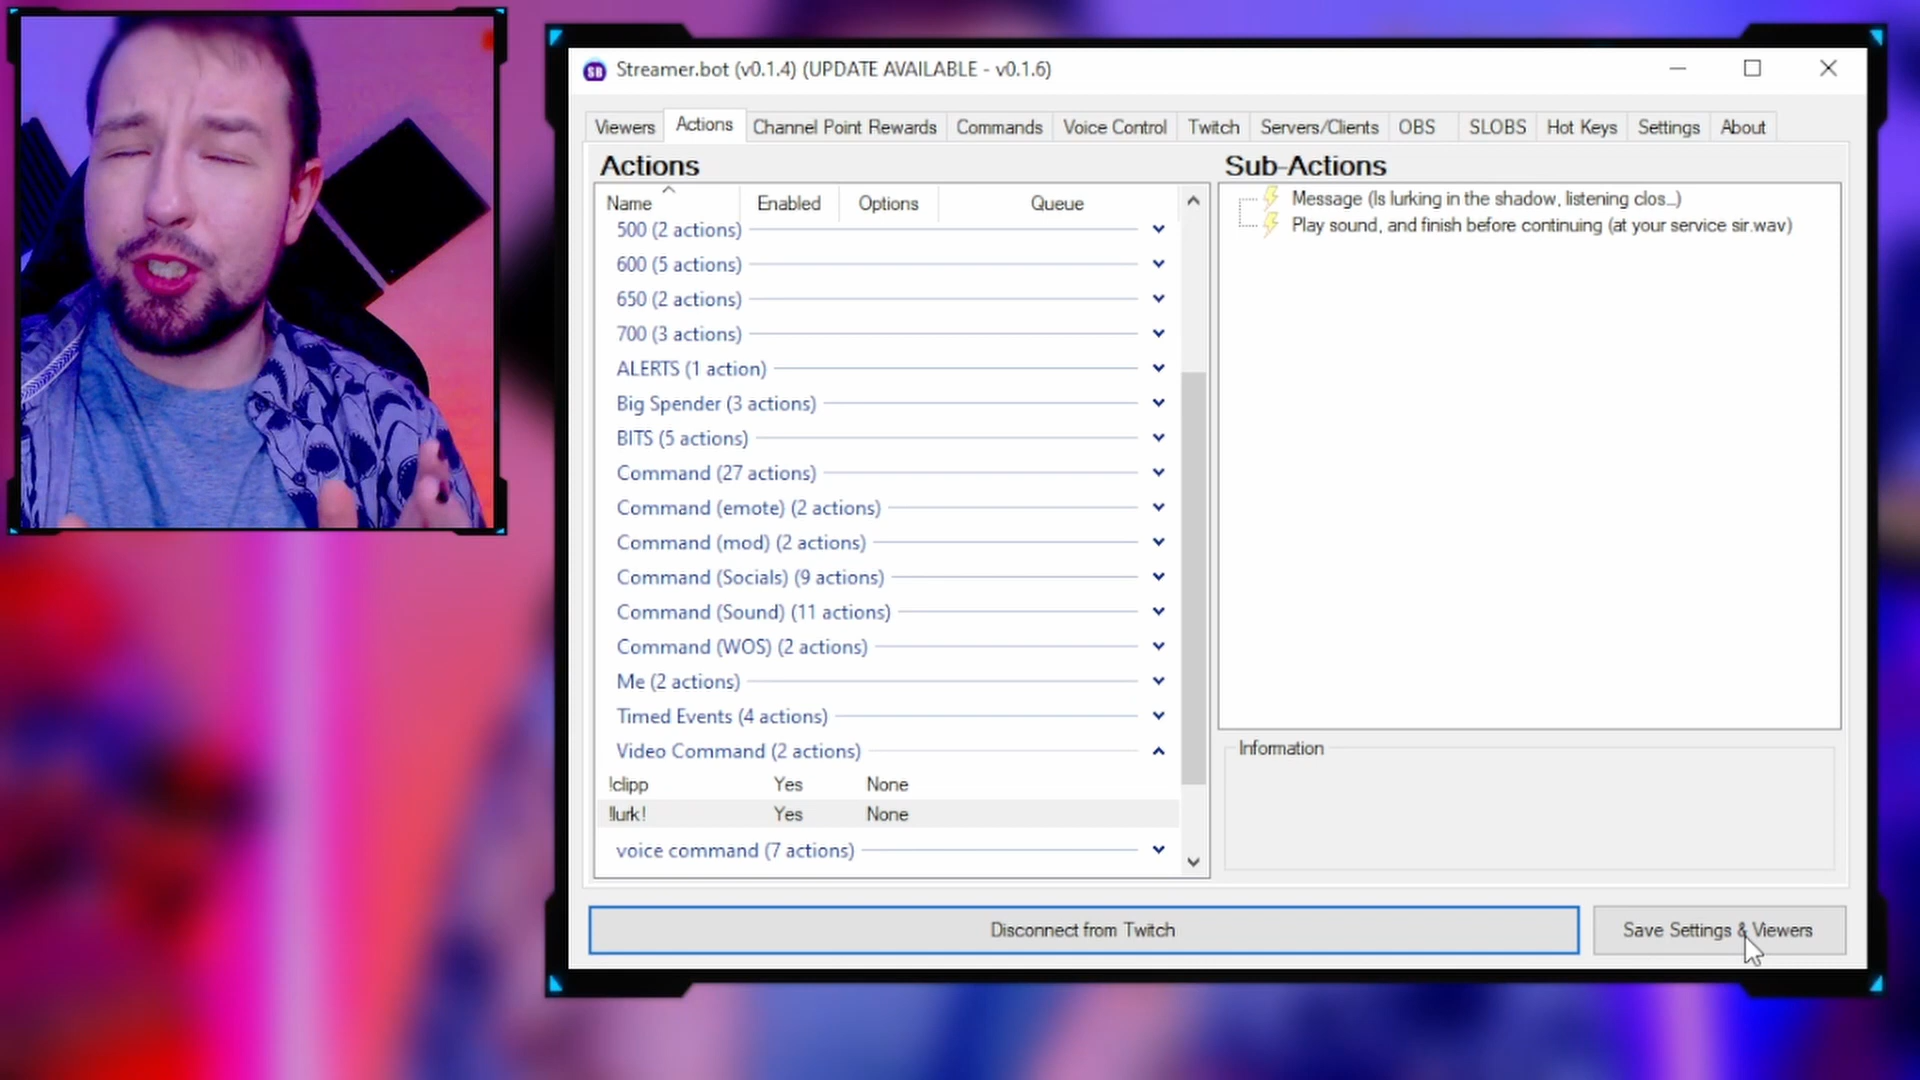 SB Streamer.bot (v0.1.4) (UPDATE AVAILABLE - v0.1.6)
Viewers Actions Channel Point Rewards Commands Voice Control Twitch Servers/Clients OBS SLOBS Hot Keys Settings About
Actions
Name Enabled Options Queue
500 (2 actions)
600 (5 actions)
650 (2 actions)
700 (3 actions)
ALERTS (1 action)
Big Spender (3 actions)
BITS (5 actions)
Command (27 actions)
Command (emote) (2 actions)
Command (mod) (2 actions)
Command (Socials) (9 actions)
Command (Sound) (11 actions)
Command (WOS) (2 actions)
Me (2 actions)
Timed Events (4 actions)
Video Command (2 actions)
!clipp Yes None
!lurk! Yes None
voice command (7 actions)
Sub-Actions
Message (Is lurking in the shadow, listening clos...)
Play sound, and finish before continuing (at your service sir.wav)
Information
Disconnect from Twitch
Save Settings & Viewers